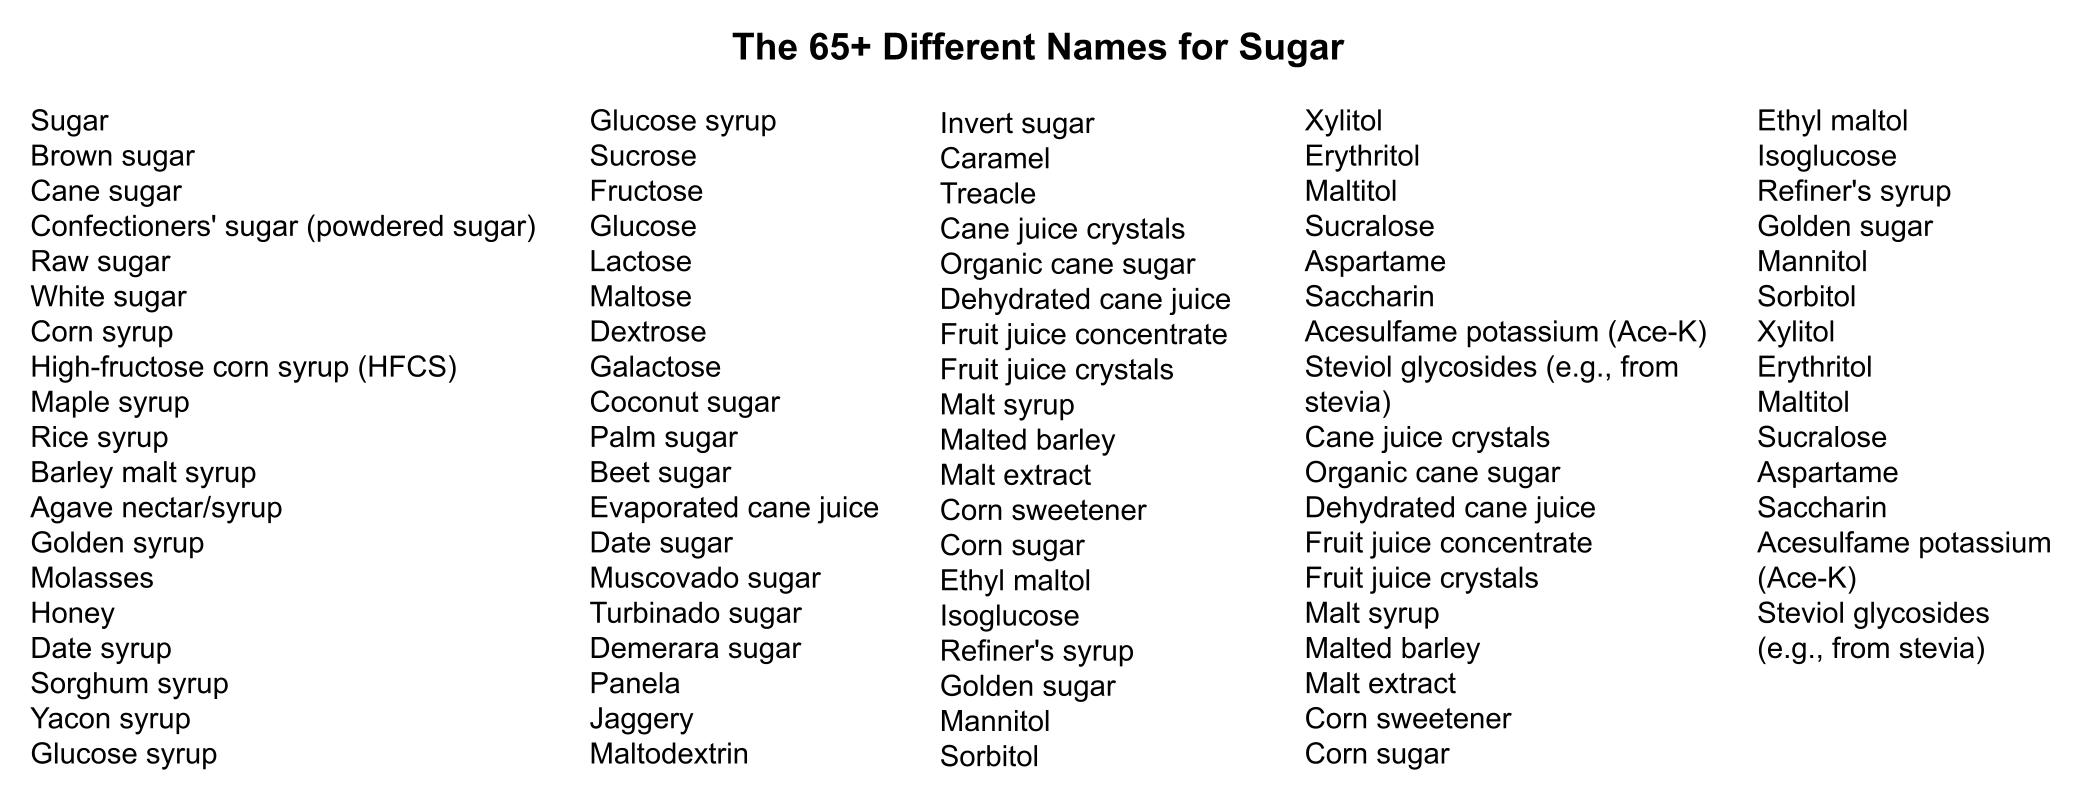 The 65+ Different Names for Sugar
Sugar
Brown sugar
Cane sugar
Confectioners' sugar (powdered sugar)
Raw sugar
White sugar
Corn syrup
High-fructose corn syrup (HFCS)
Maple syrup
Rice syrup
Barley malt syrup
Agave nectar/syrup
Golden syrup
Molasses
Honey
Date syrup
Sorghum syrup
Yacon syrup
Glucose syrup
Glucose syrup
Sucrose
Fructose
Glucose
Lactose
Maltose
Dextrose
Galactose
Coconut sugar
Palm sugar
Beet sugar
Evaporated cane juice
Date sugar
Muscovado sugar
Turbinado sugar
Demerara sugar
Panela
Jaggery
Maltodextrin
Invert sugar
Caramel
Treacle
Cane juice crystals
Organic cane sugar
Dehydrated cane juice
Fruit juice concentrate
Fruit juice crystals
Malt syrup
Malted barley
Malt extract
Corn sweetener
Corn sugar
Ethyl maltol
Isoglucose
Refiner's syrup
Golden sugar
Mannitol
Sorbitol
Xylitol
Erythritol
Maltitol
Sucralose
Aspartame
Saccharin
Acesulfame potassium (Ace-K)
Steviol glycosides (e.g., from
stevia)
Cane juice crystals
Organic cane sugar
Dehydrated cane juice
Fruit juice concentrate
Fruit juice crystals
Malt syrup
Malted barley
Malt extract
Corn sweetener
Corn sugar
Ethyl maltol
Isoglucose
Refiner's syrup
Golden sugar
Mannitol
Sorbitol
Xylitol
Erythritol
Maltitol
Sucralose
Aspartame
Saccharin
Acesulfame potassium
(Ace-K)
Steviol glycosides
(e.g., from stevia)